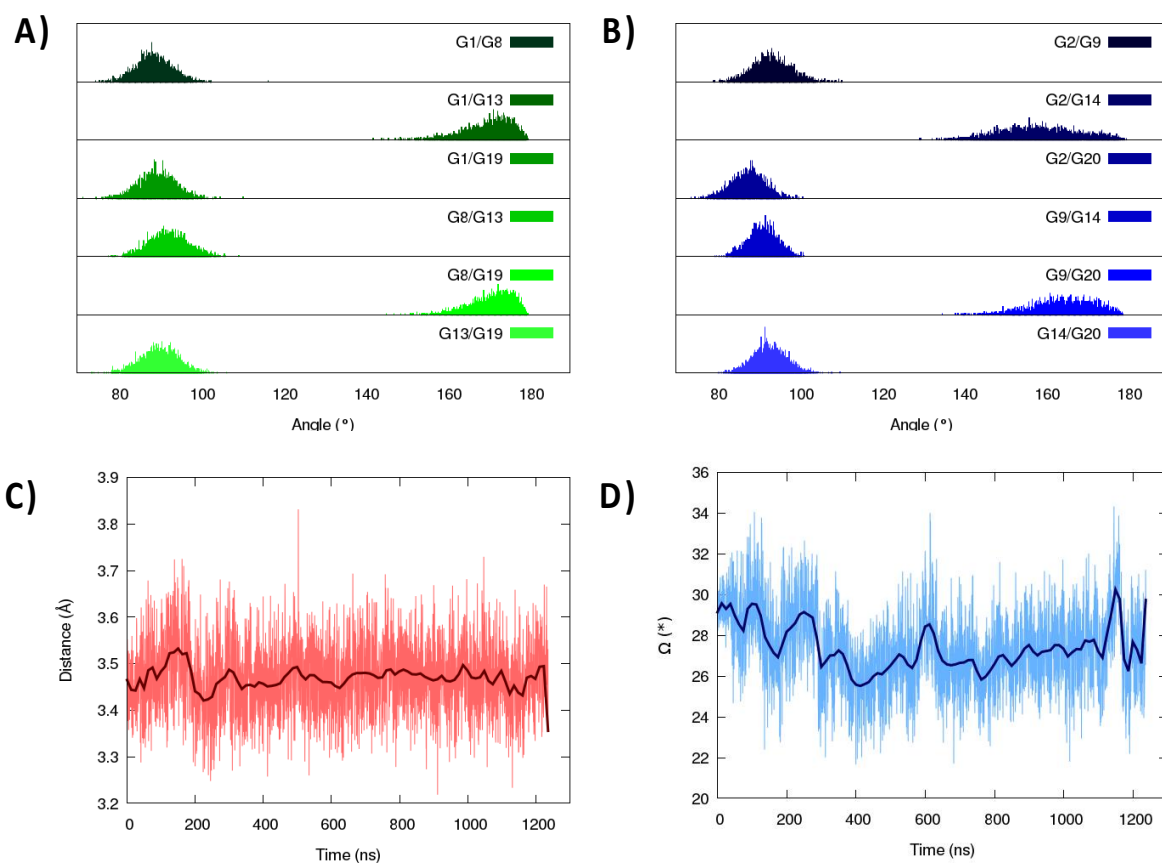 A)
G1/G8
G1/G13
G1/G19
G8/G13
G8/G19
G13/G19
80 100 120 140 160 180
Angle (°)
B)
G2/G9
G2/G14
G2/G20
G9/G14
G9/G20
G14/G20
80 100 120 140 160 180
Angle (°)
C)
3.9
3.8
3.7
3.6
3.5
3.4
3.3
3.2
Distance (Å)
0 200 400 600 800 1000 1200
Time (ns)
D)
36
34
32
30
28
26
24
22
20
Ω (*)
0 200 400 600 800 1000 1200
Time (ns)